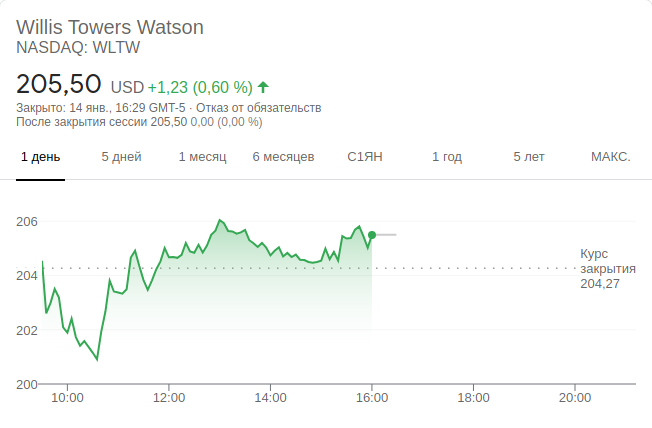 Willis Towers Watson
NASDAQ: WLTW
205,50 USD +1,23 (0,60 %)
Закрыто: 14 янв., 16:29 GMT-5 · Отказ от обязательств
После закрытия сессии 205,50 0,00 (0,00 %)
1 день 5 дней 1 месяц 6 месяцев С1ЯН 1 год 5 лет МАКС.
206
204
202
200
Курс
закрытия
204,27
10:00 12:00 14:00 16:00 18:00 20:00